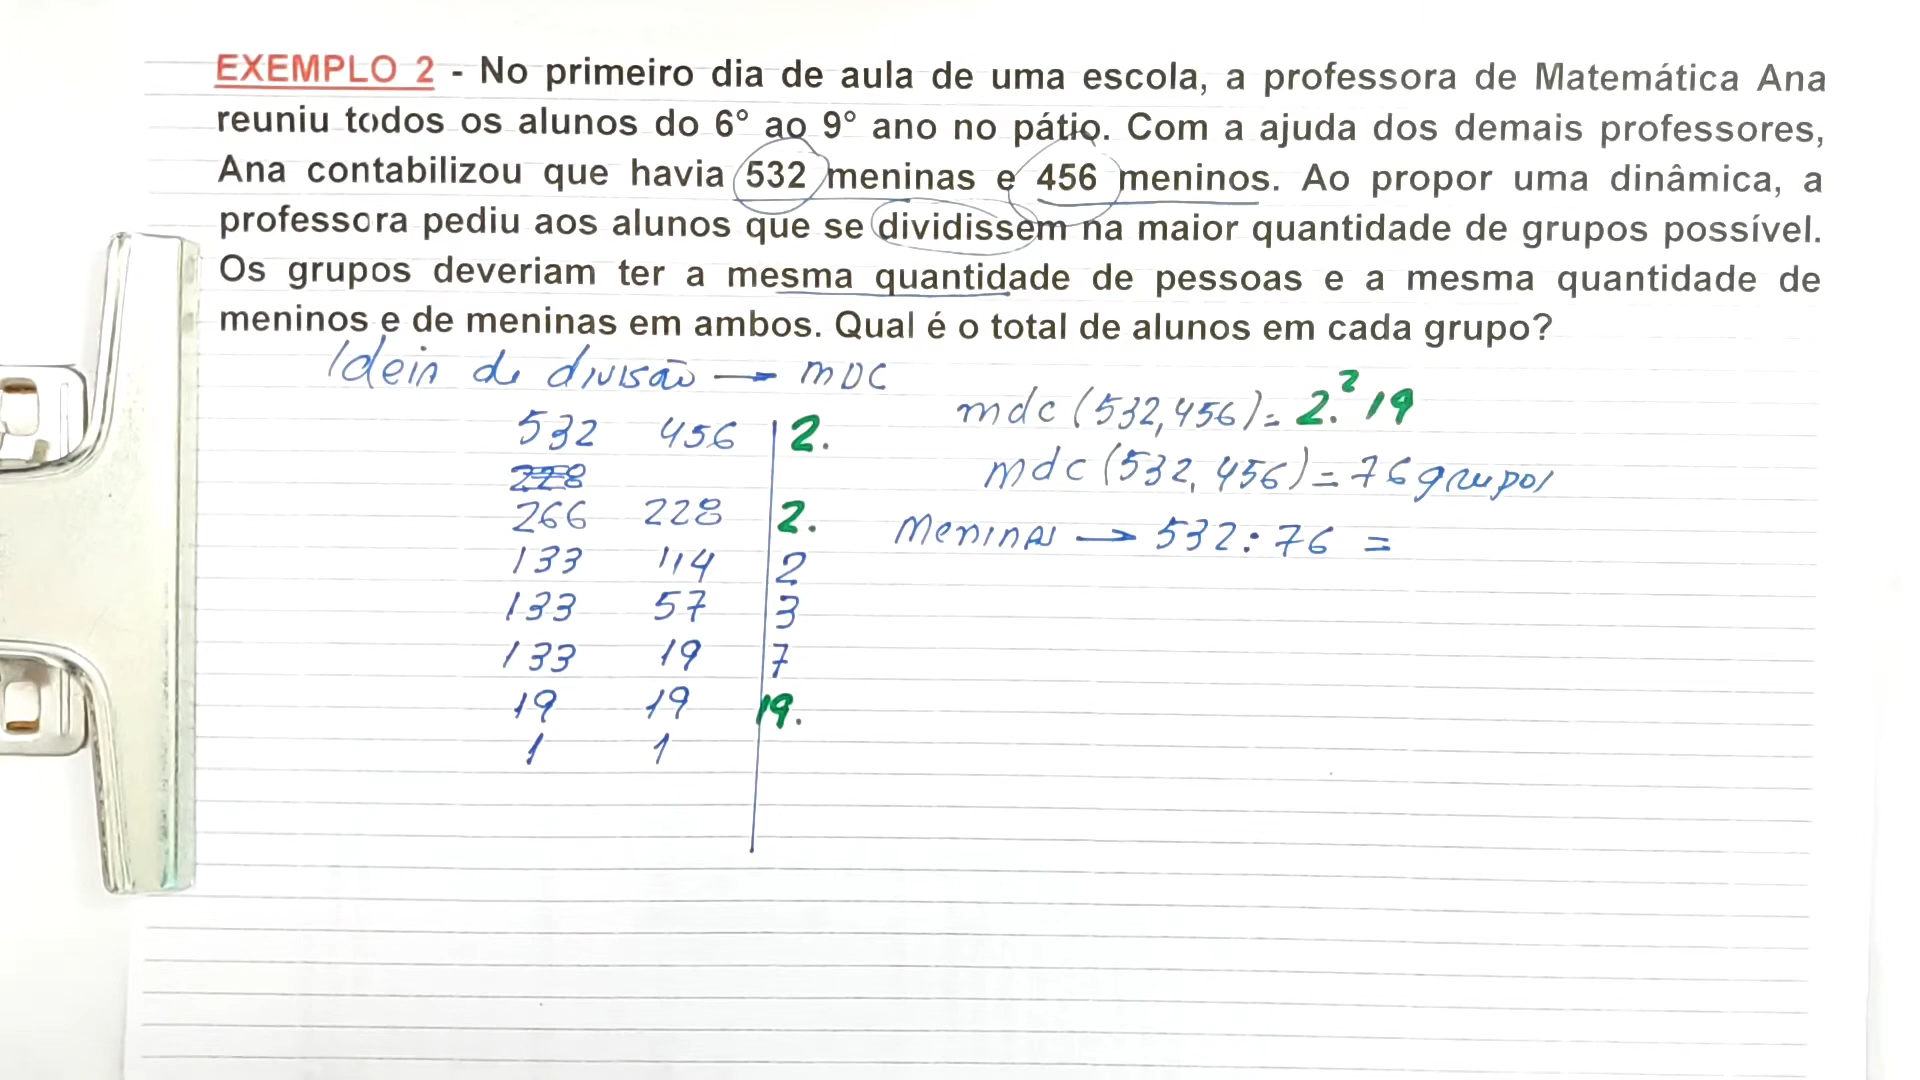 EXEMPLO 2 - No primeiro dia de aula de uma escola, a professora de Matemática Ana
reuniu todos os alunos do 6° ao 9° ano no pátio. Com a ajuda dos demais professores,
Ana contabilizou que havia 532 meninas e 456 meninos. Ao propor uma dinâmica, a
professora pediu aos alunos que se dividissem na maior quantidade de grupos possível.
Os grupos deveriam ter a mesma quantidade de pessoas e a mesma quantidade de
meninos e de meninas em ambos. Qual é o total de alunos em cada grupo?
Ideia de divisão → MDC
mdc (532,456) = 2.² 19
532 456 | 2.
mdc (532, 456) = 76 grupos
228
266 228 | 2.
Meninas → 532 : 76 =
133 114 | 2
133 57 | 3
133 19 | 7
19 19 | 19.
1 1